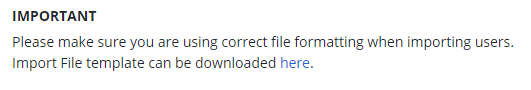 IMPORTANT
Please make sure you are using correct file formatting when importing users.
Import File template can be downloaded here.